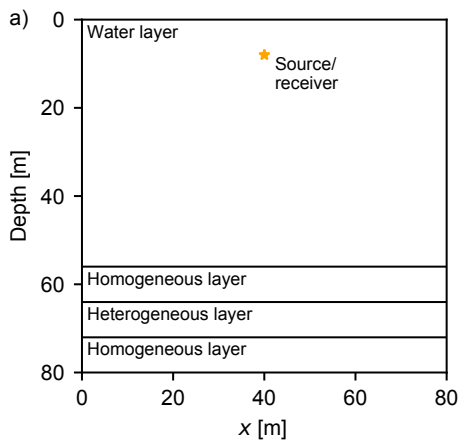 a)
0
Water layer
Source/
receiver
20
Depth [m]
40
60
Homogeneous layer
Heterogeneous layer
Homogeneous layer
80
0 20 40 60 80
x [m]